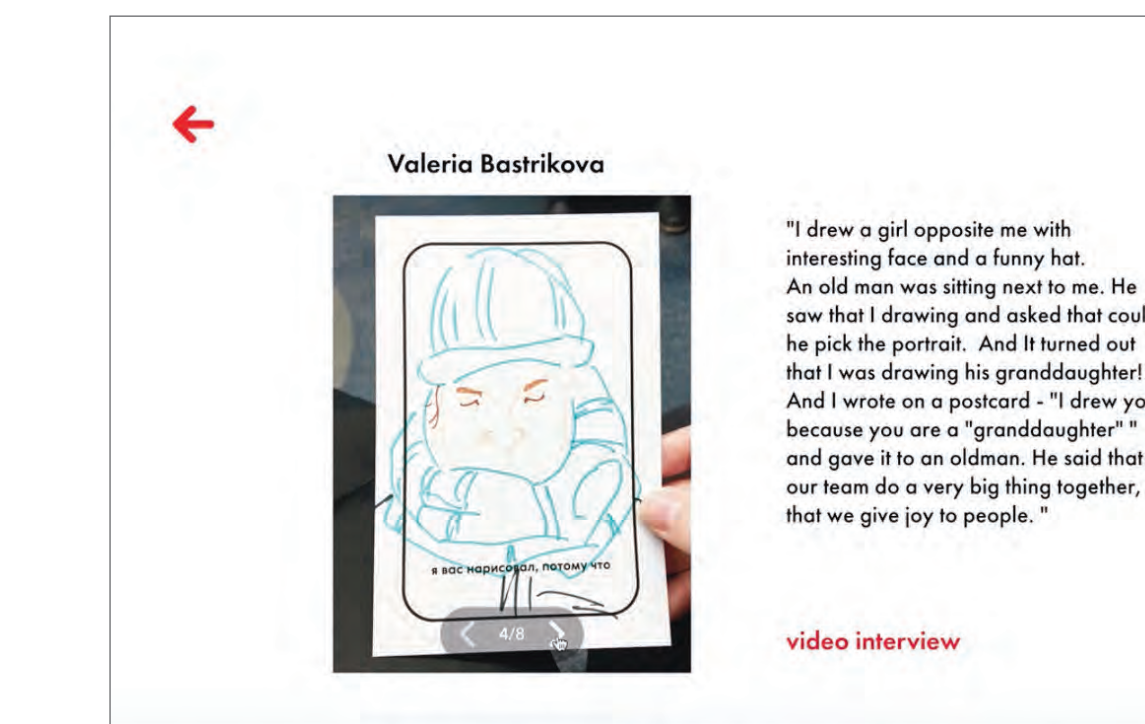 Valeria Bastrikova
"I drew a girl opposite me with
interesting face and a funny hat.
An old man was sitting next to me. He
saw that I drawing and asked that coul
he pick the portrait.  And It turned out
that I was drawing his granddaughter!
And I wrote on a postcard - "I drew yo
because you are a "granddaughter" "
and gave it to an oldman. He said that
our team do a very big thing together,
that we give joy to people. "
я вас нарисовал, потому что
4/8
video interview